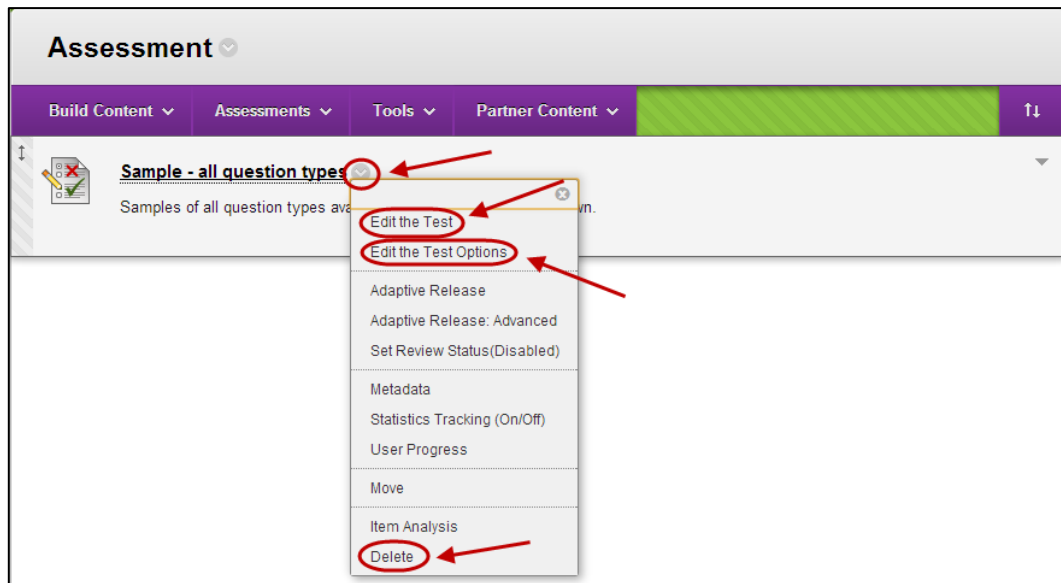 Assessment
Build Content Assessments Tools Partner Content
Sample - all question types
Samples of all question types ava
Edit the Test
Edit the Test Options
Adaptive Release
Adaptive Release: Advanced
Set Review Status(Disabled)
Metadata
Statistics Tracking (On/Off)
User Progress
Move
Item Analysis
Delete